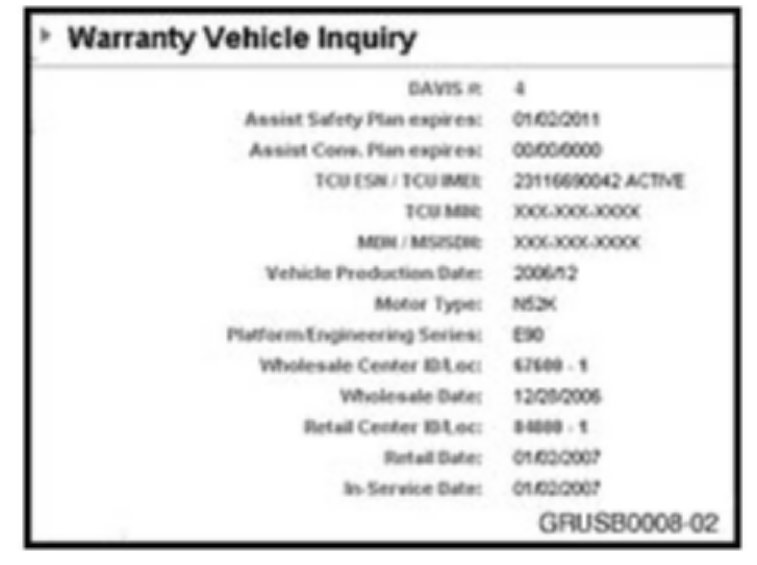 Warranty Vehicle Inquiry
DAVIS #: 4
Assist Safety Plan expires: 01/02/2011
Assist Conv. Plan expires: 00/00/0000
TCU ESN / TCU IMEI: 23116690042 ACTIVE
TCU MIN: XXX-XXX-XXXX
MDN / MSISDN: XXX-XXX-XXXX
Vehicle Production Date: 2006/12
Motor Type: N52K
Platform/Engineering Series: E90
Wholesale Center ID/Loc: - 1
Wholesale Date: 12/28/2006
Retail Center ID/Loc: - 1
Retail Date: 01/02/2007
In-Service Date: 01/02/2007
GRUSB0008-02